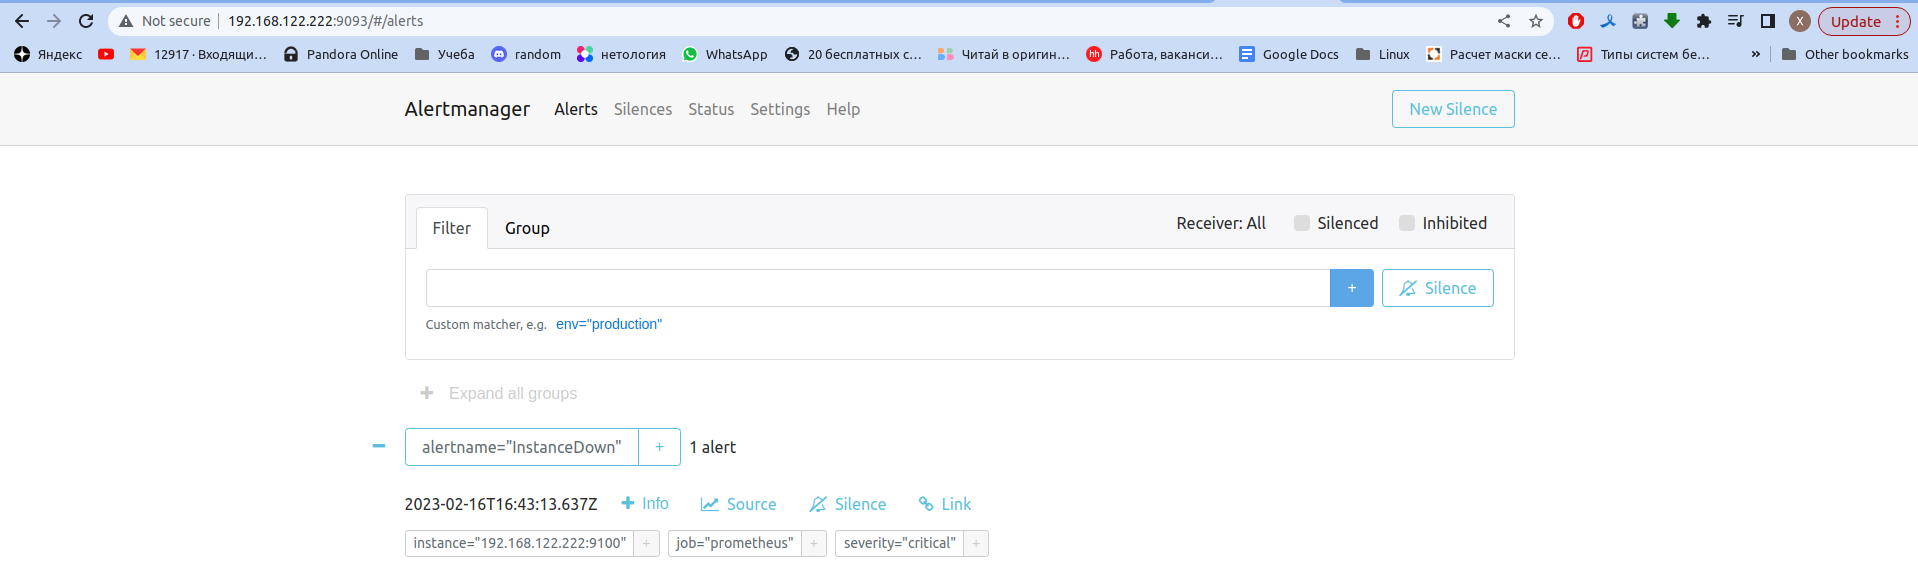 Not secure 192.168.122.222:9093/#/alerts X Update
Яндекс 12917 · Входящи... Pandora Online Учеба random нетология WhatsApp 20 бесплатных с... Читай в оригин... hh Работа, ваканси... Google Docs Linux Расчет маски се... Типы систем бе... » Other bookmarks
Alertmanager Alerts Silences Status Settings Help New Silence
Filter Group Receiver: All Silenced Inhibited
+ Silence
Custom matcher, e.g. env="production"
+ Expand all groups
− alertname="InstanceDown" + 1 alert
2023-02-16T16:43:13.637Z + Info Source Silence Link
instance="192.168.122.222:9100" + job="prometheus" + severity="critical" +